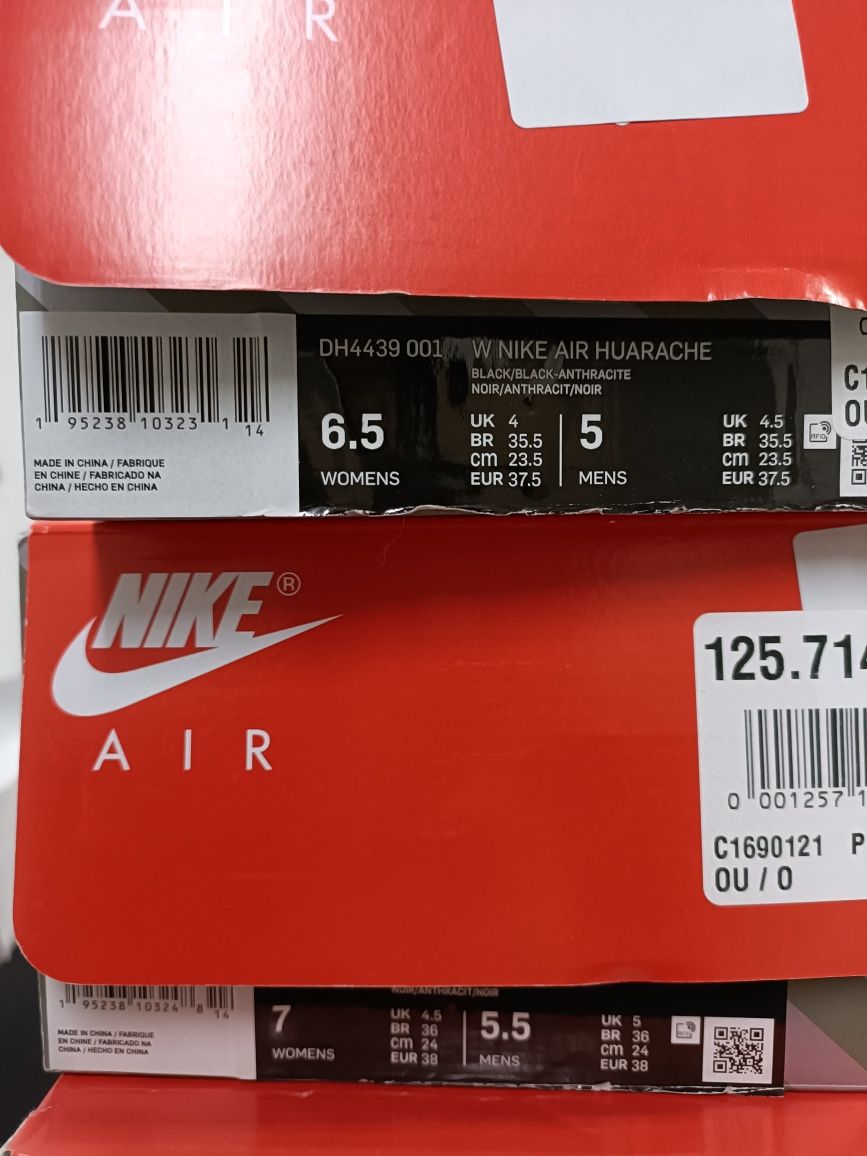 A I R
DH4439 001 W NIKE AIR HUARACHE
BLACK/BLACK-ANTHRACITE
NOIR/ANTHRACIT/NOIR
1 95238 10323 1 14
MADE IN CHINA / FABRIQUE
EN CHINE / FABRICADO NA
CHINA / HECHO EN CHINA
6.5
WOMENS
UK 4
BR 35.5
cm 23.5
EUR 37.5
5
MENS
UK 4.5
BR 35.5
cm 23.5
EUR 37.5
RFID
C1
OU
NIKE®
A I R
125.714
0 001257 1
C1690121 P
OU / O
NOIR/ANTHRACIT/NOIR
1 95238 10324 8 14
MADE IN CHINA / FABRIQUE
EN CHINE / FABRICADO NA
CHINA / HECHO EN CHINA
7
WOMENS
UK 4.5
BR 36
cm 24
EUR 38
5.5
MENS
UK 5
BR 36
cm 24
EUR 38